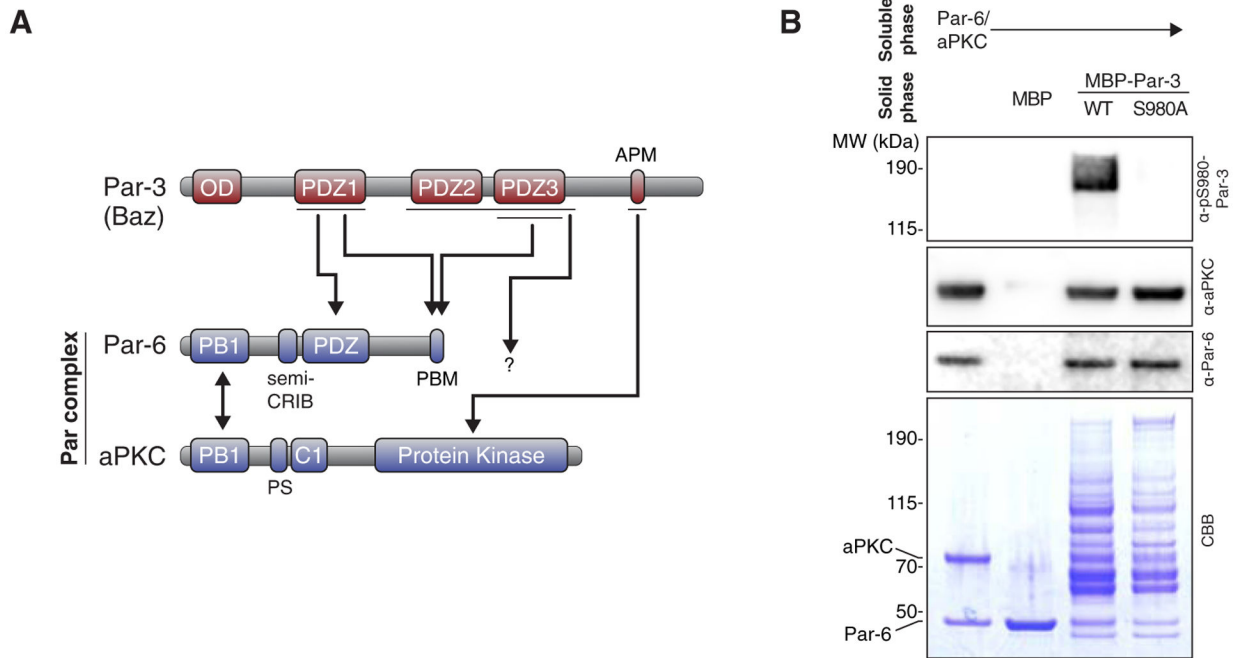 A
OD
PDZ1
PDZ2
PDZ3
APM
Par-3
(Baz)
Par complex
Par-6
PB1
PDZ
semi-
CRIB
PBM
?
aPKC
PB1
C1
Protein Kinase
PS
B
Soluble
phase
Par-6/
aPKC
Solid
phase
MBP
MBP-Par-3
WT S980A
MW (kDa)
190-
115-
α-pS980-
Par-3
α-aPKC
α-Par-6
190-
115-
aPKC
70-
50-
Par-6
CBB